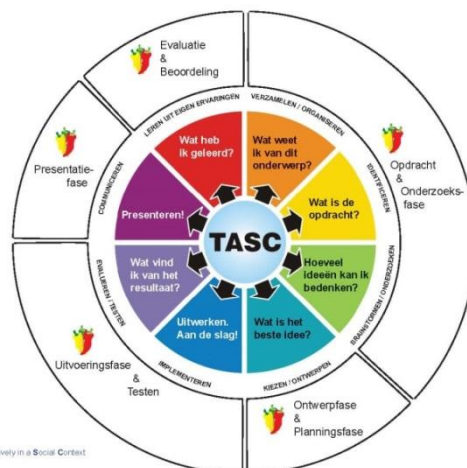 Evaluatie
&
Beoordeling
Opdracht
&
Onderzoeks-
fase
Ontwerpfase
&
Planningsfase
Uitvoeringsfase
&
Testen
Presentatie-
fase
LEREN UIT EIGEN ERVARINGEN
VERZAMELEN / ORGANISEREN
IDENTIFICEREN
BRAINSTORMEN / ONDERZOEKEN
KIEZEN / ONTWERPEN
IMPLEMENTEREN
EVALUEREN / TESTEN
COMMUNICEREN
Wat heb
ik geleerd?
Wat weet
ik van dit
onderwerp?
Wat is de
opdracht?
Hoeveel
ideeën kan ik
bedenken?
Wat is het
beste idee?
Uitwerken.
Aan de slag!
Wat vind
ik van het
resultaat?
Presenteren!
TASC
vely in a Social Context